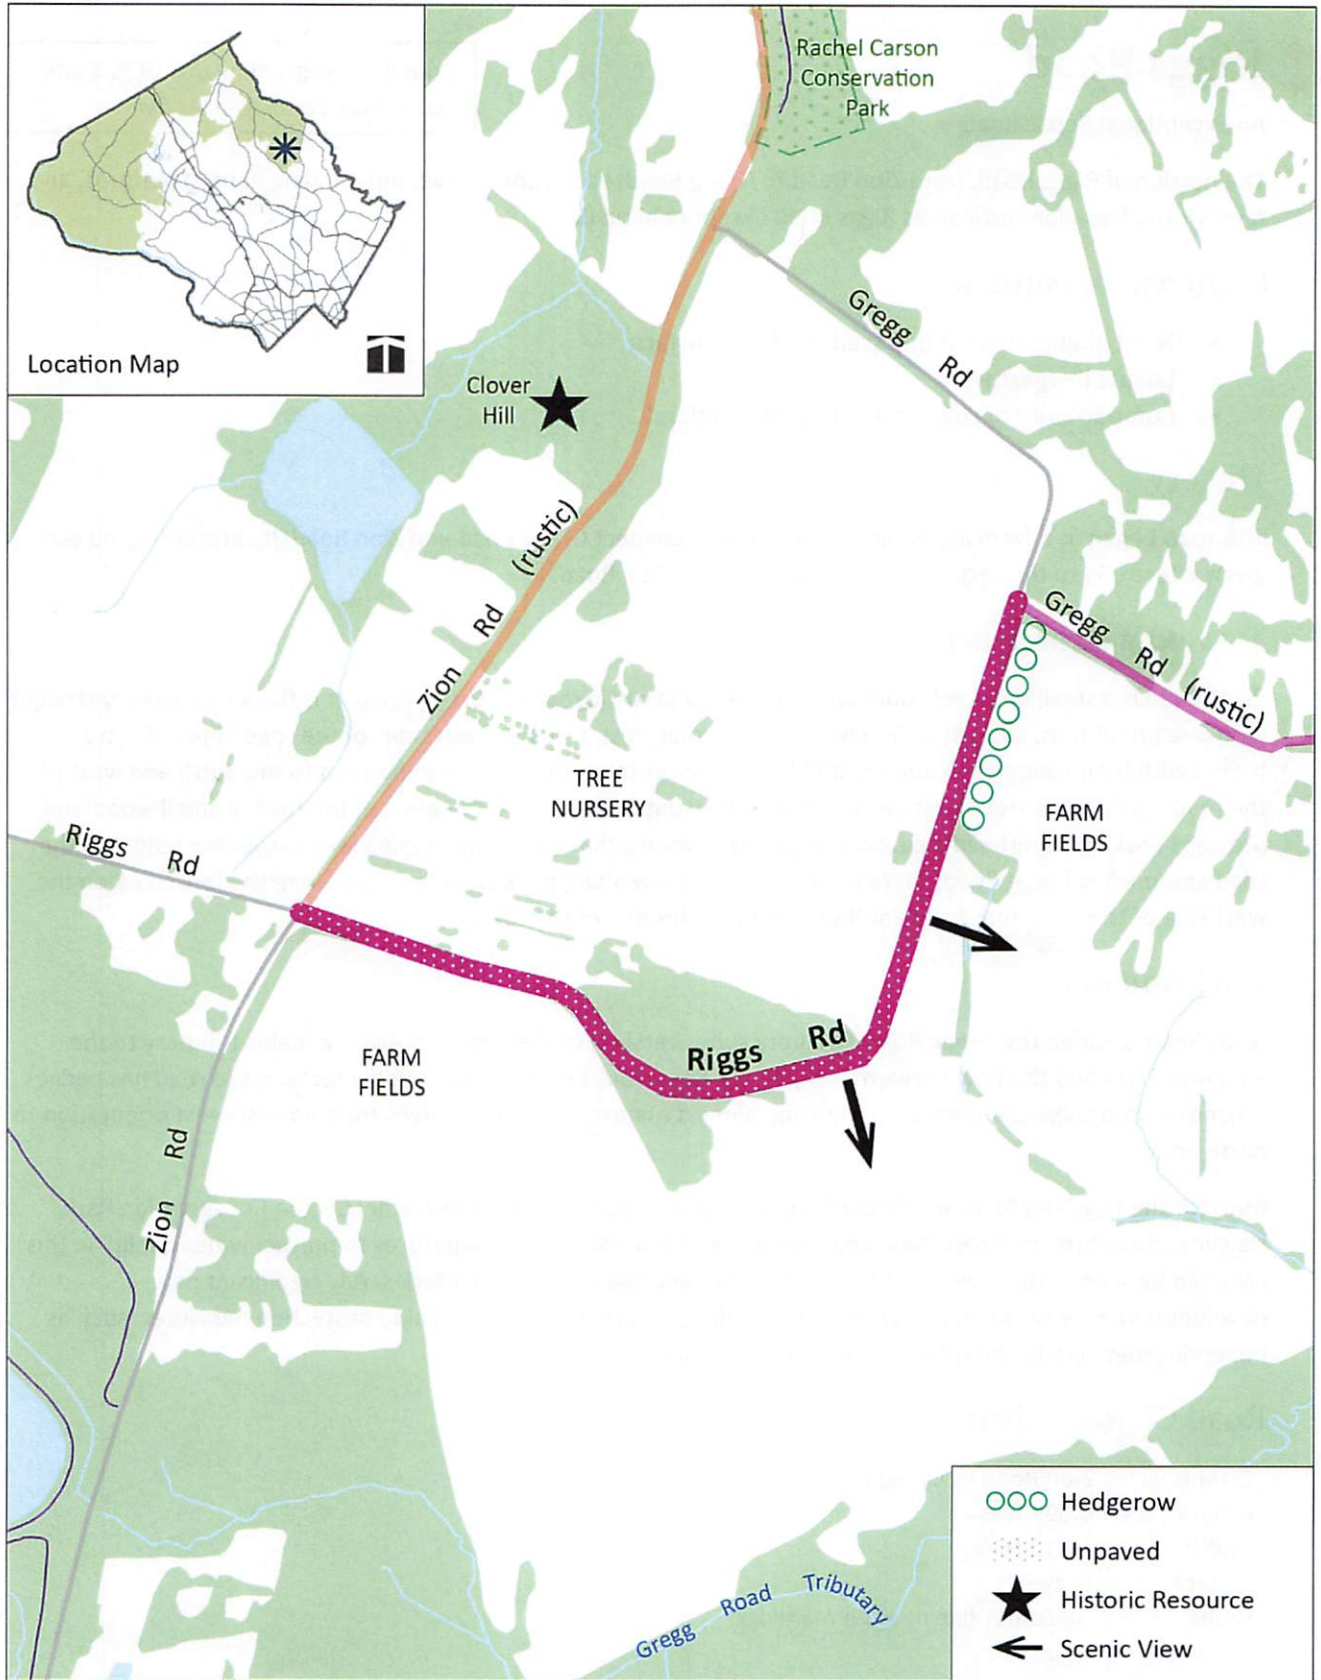 Rachel Carson
Conservation
Park
Location Map
Gregg Rd
Clover
Hill
Zion Rd (rustic)
Gregg Rd (rustic)
TREE
NURSERY
FARM
FIELDS
Riggs Rd
Riggs Rd
FARM
FIELDS
Zion Rd
Hedgerow
Unpaved
Historic Resource
Scenic View
Gregg Road Tributary